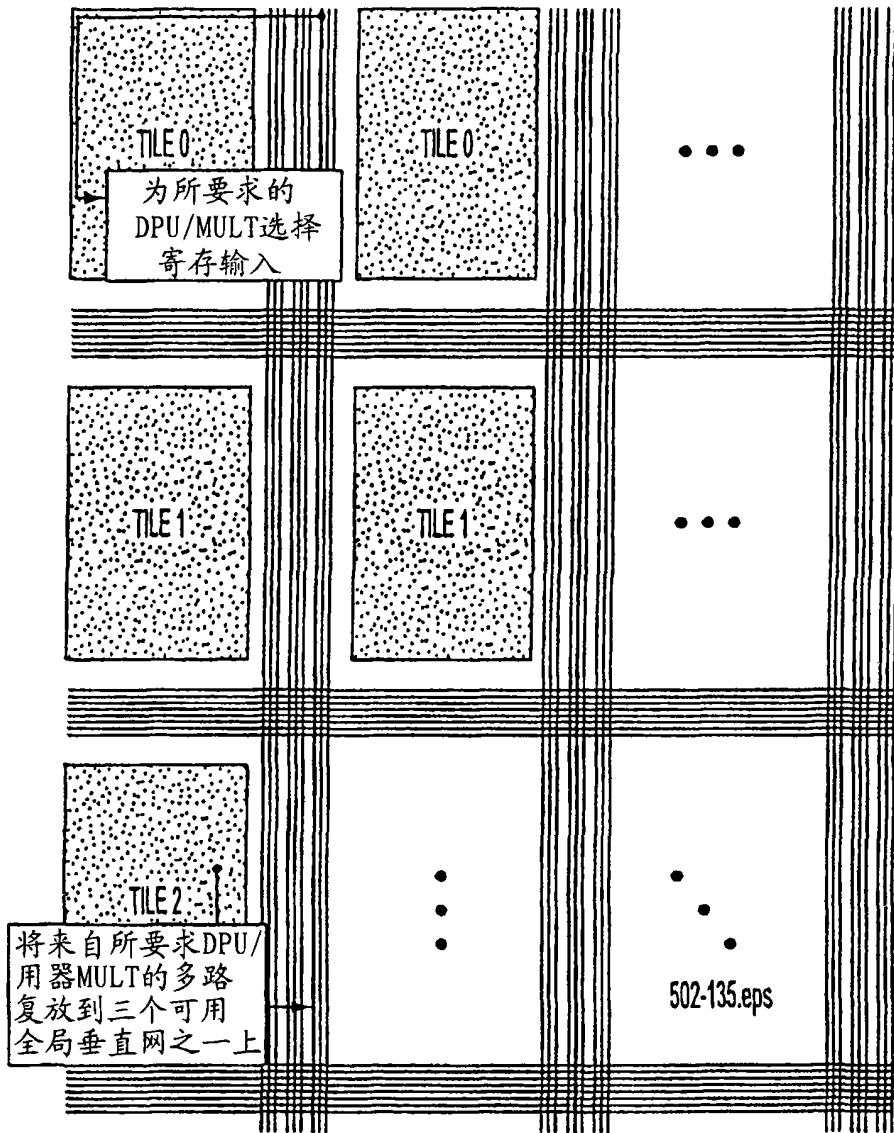 TILE 0
TILE 0
为所要求的
DPU/MULT选择
寄存输入
TILE 1
TILE 1
TILE 2
将来自所要求DPU/
用器MULT的多路
复放到三个可用
全局垂直网之一上
502-135.eps